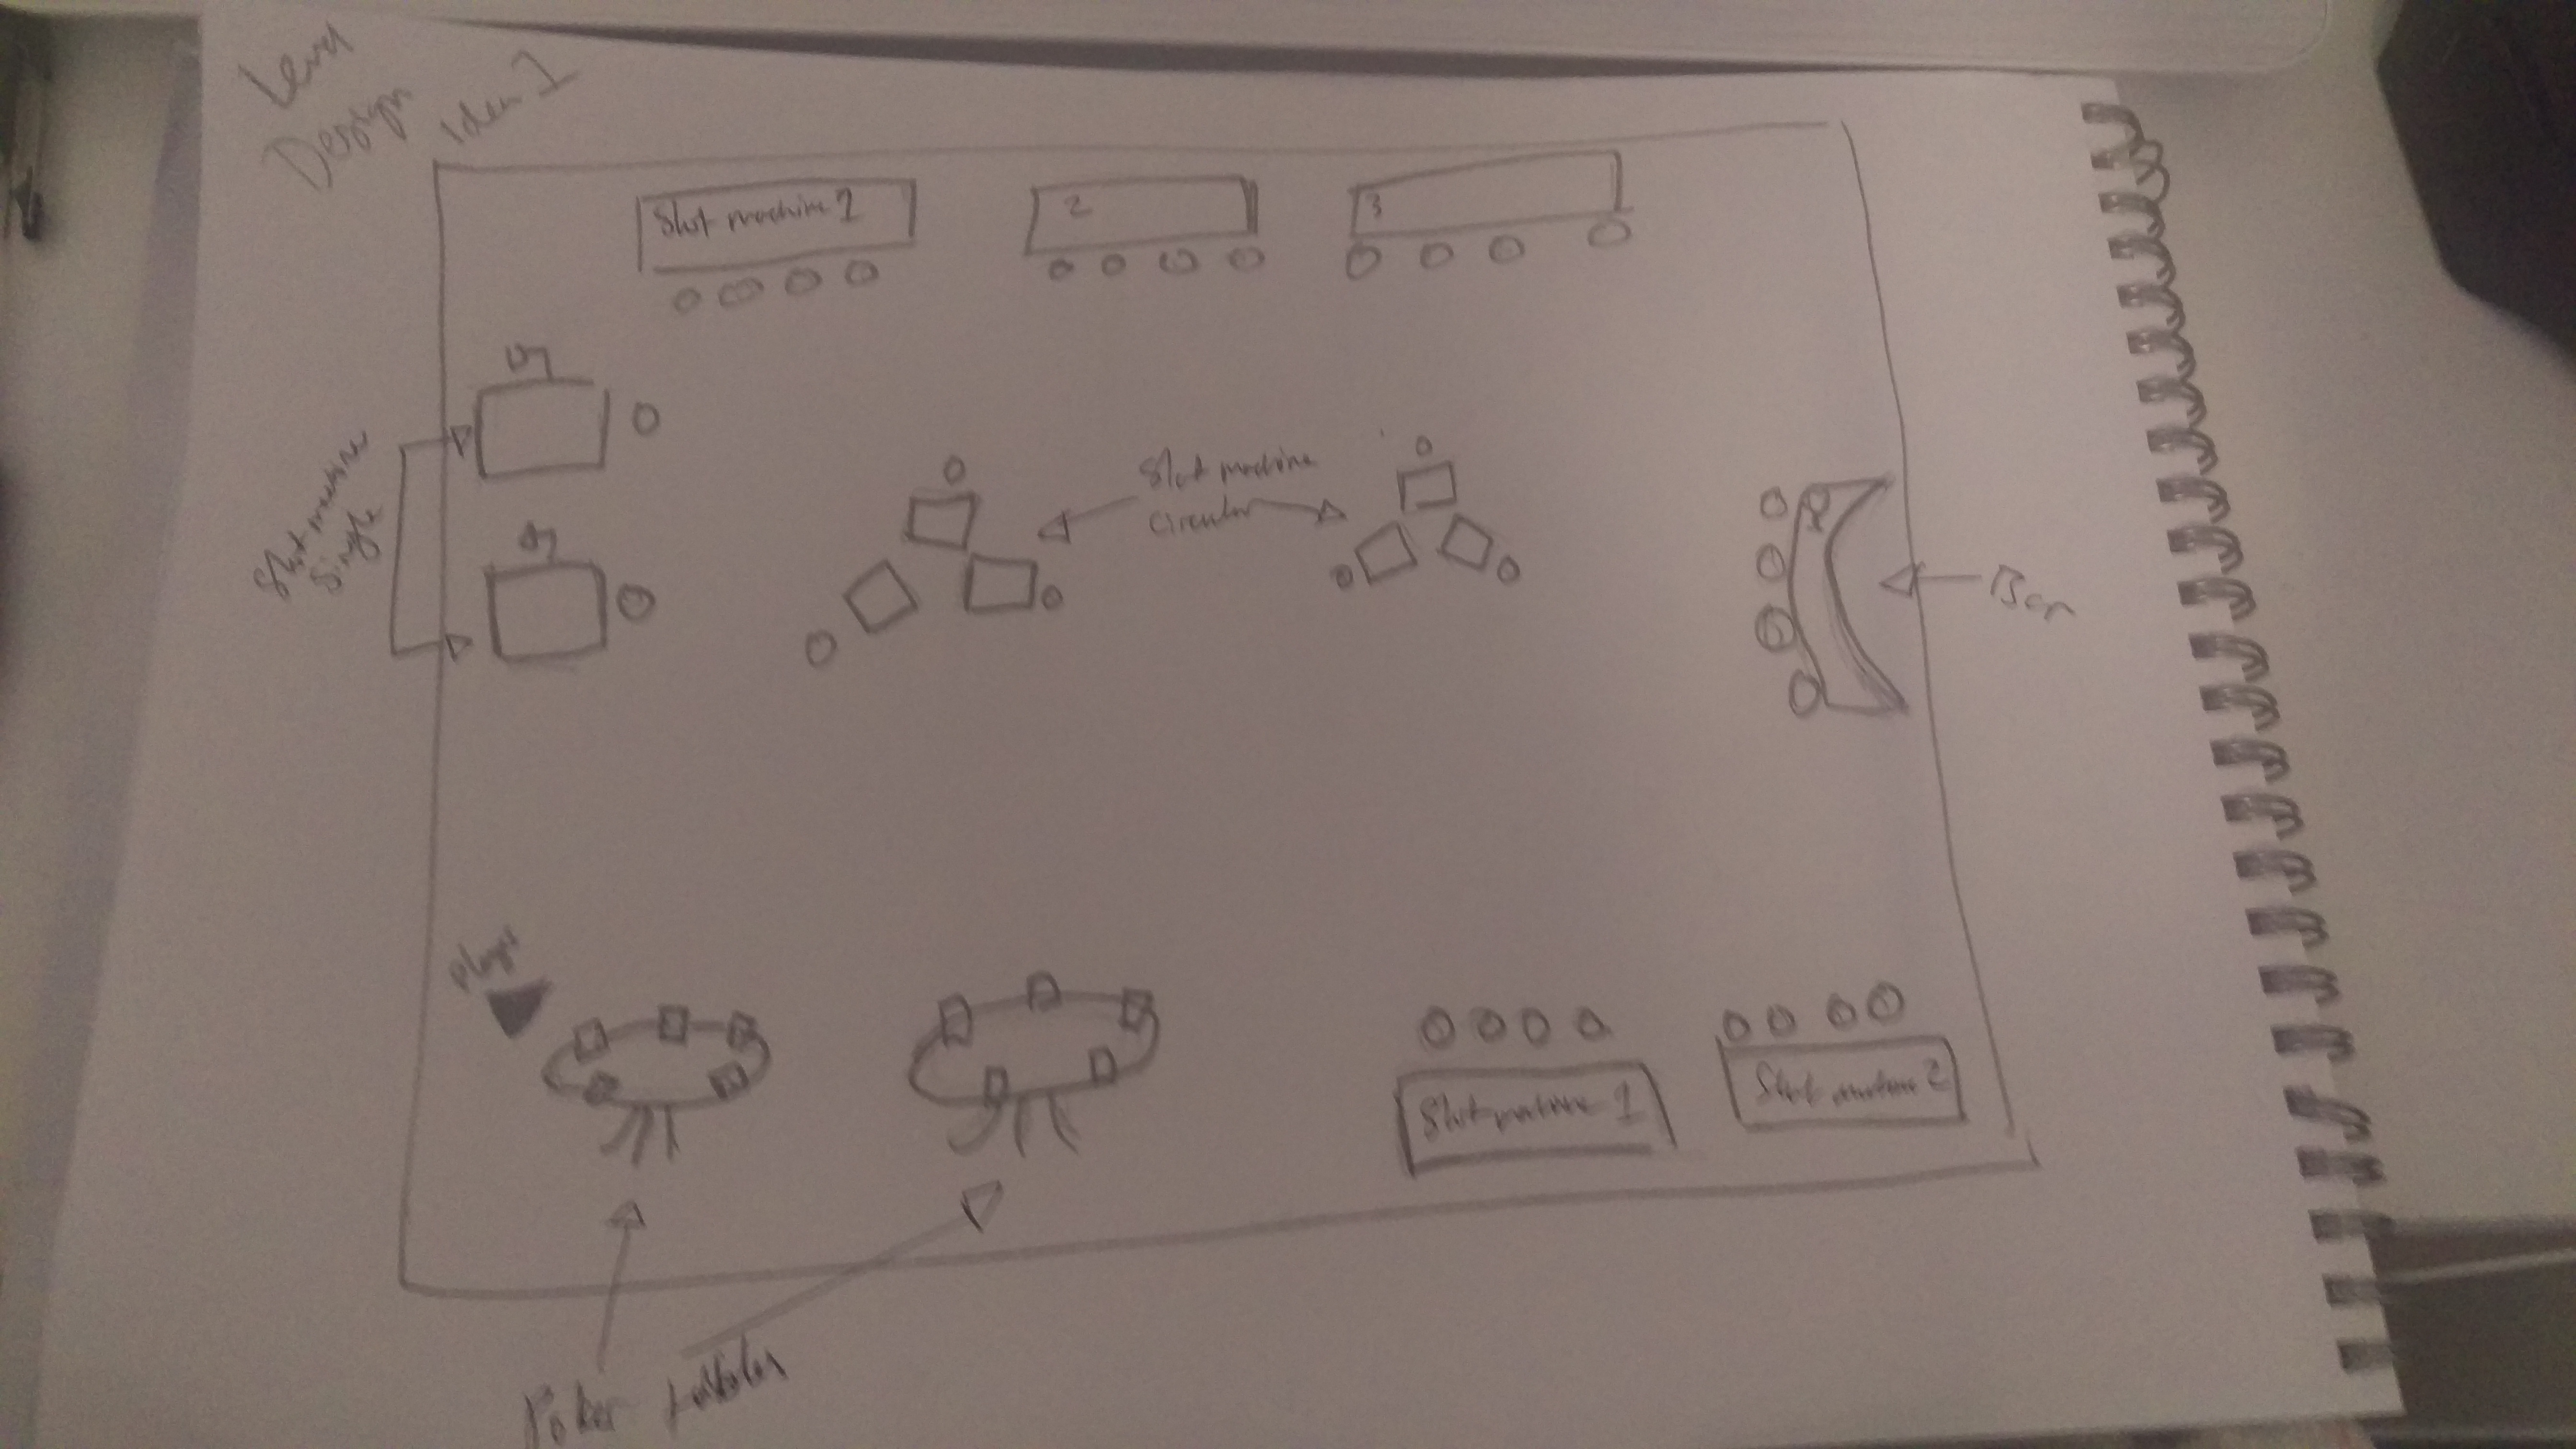 Level
Design
Idea 1
Slot machine 1
2
3
Slot machine
Single
Slot machine
circular
Bar
Player
Slot machine 1
Slot machine 2
Poker tables